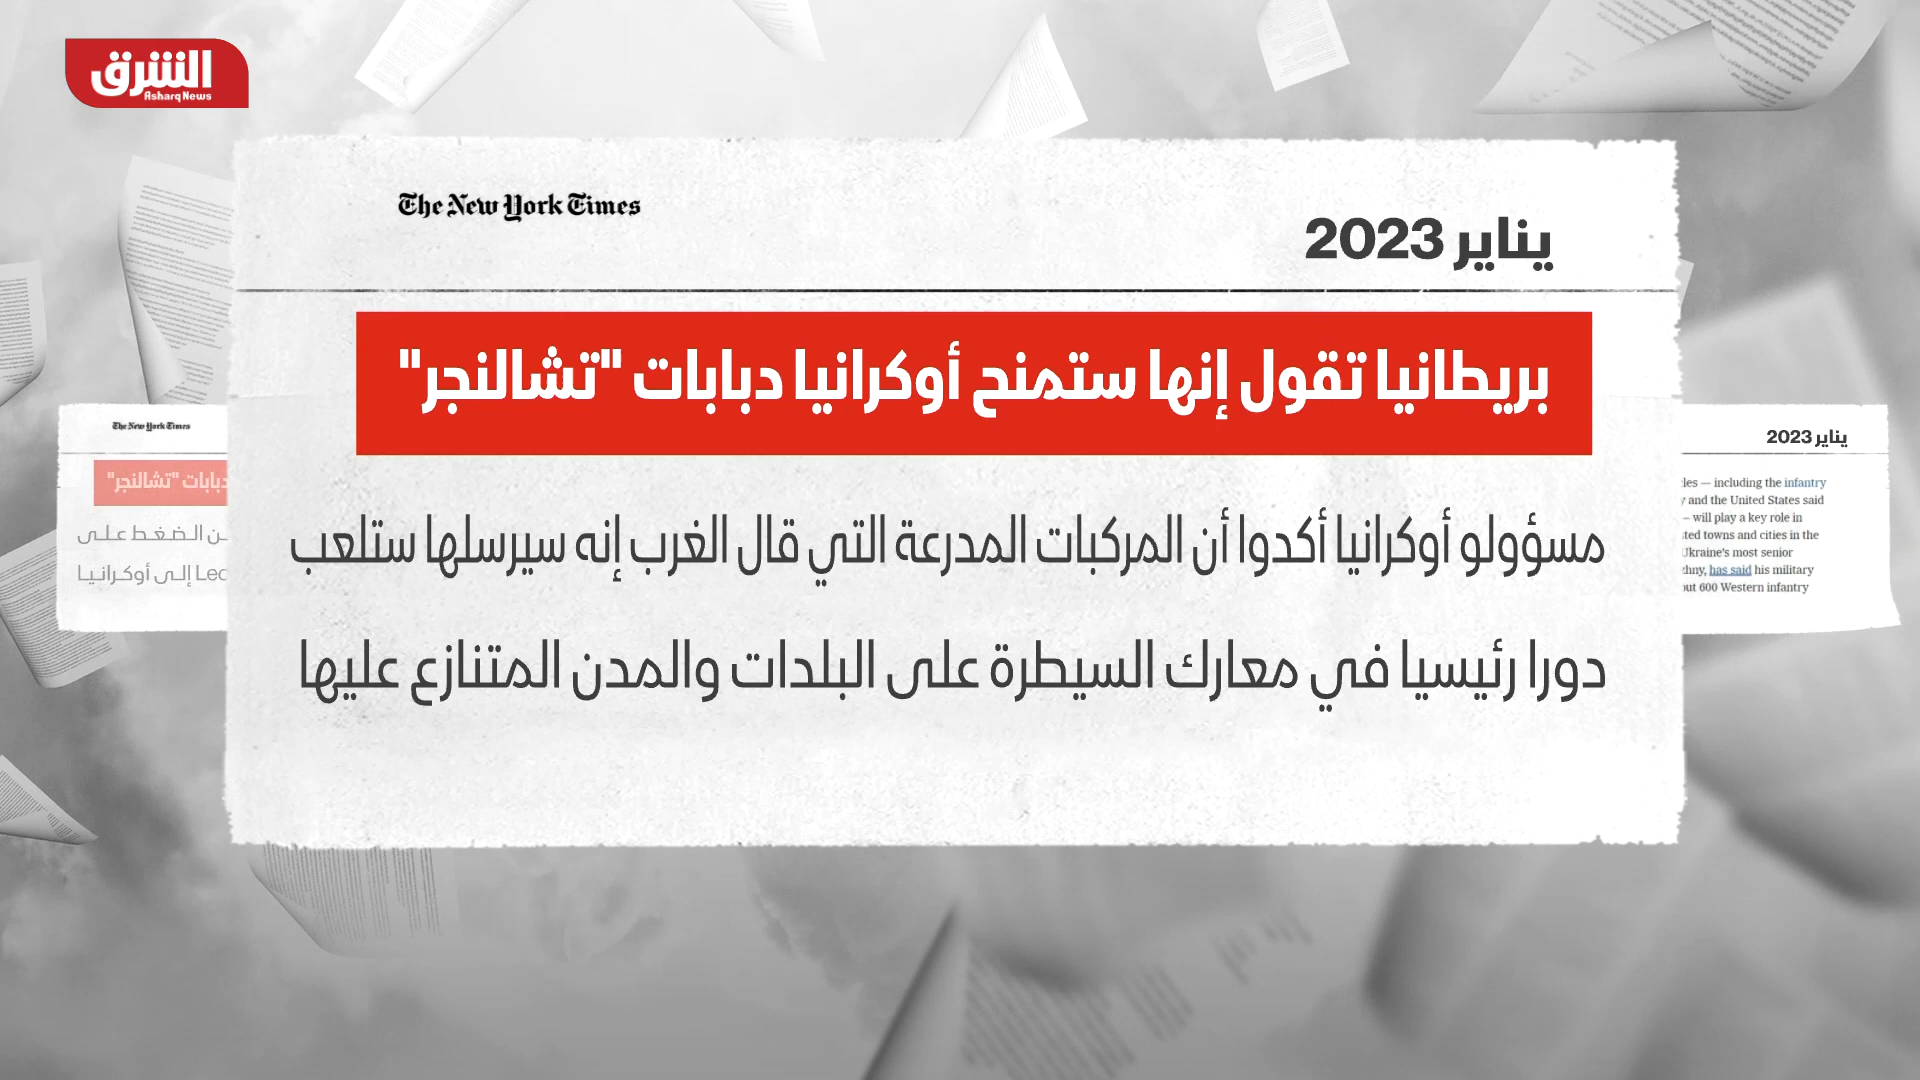 الشرق
Asharq News
The New York Times
يناير 2023
بريطانيا تقول إنها ستمنح أوكرانيا دبابات "تشالنجر"
مسؤولو أوكرانيا أكدوا أن المركبات المدرعة التي قال الغرب إنه سيرسلها ستلعب
دورا رئيسيا في معارك السيطرة على البلدات والمدن المتنازع عليها
The New York Times
دبابات "تشالنجر"
الضغط على
إلى أوكرانيا
يناير 2023
— including the infantry
and the United States said
– will play a key role in
towns and cities in the
Ukraine's most senior
has said his military
600 Western infantry